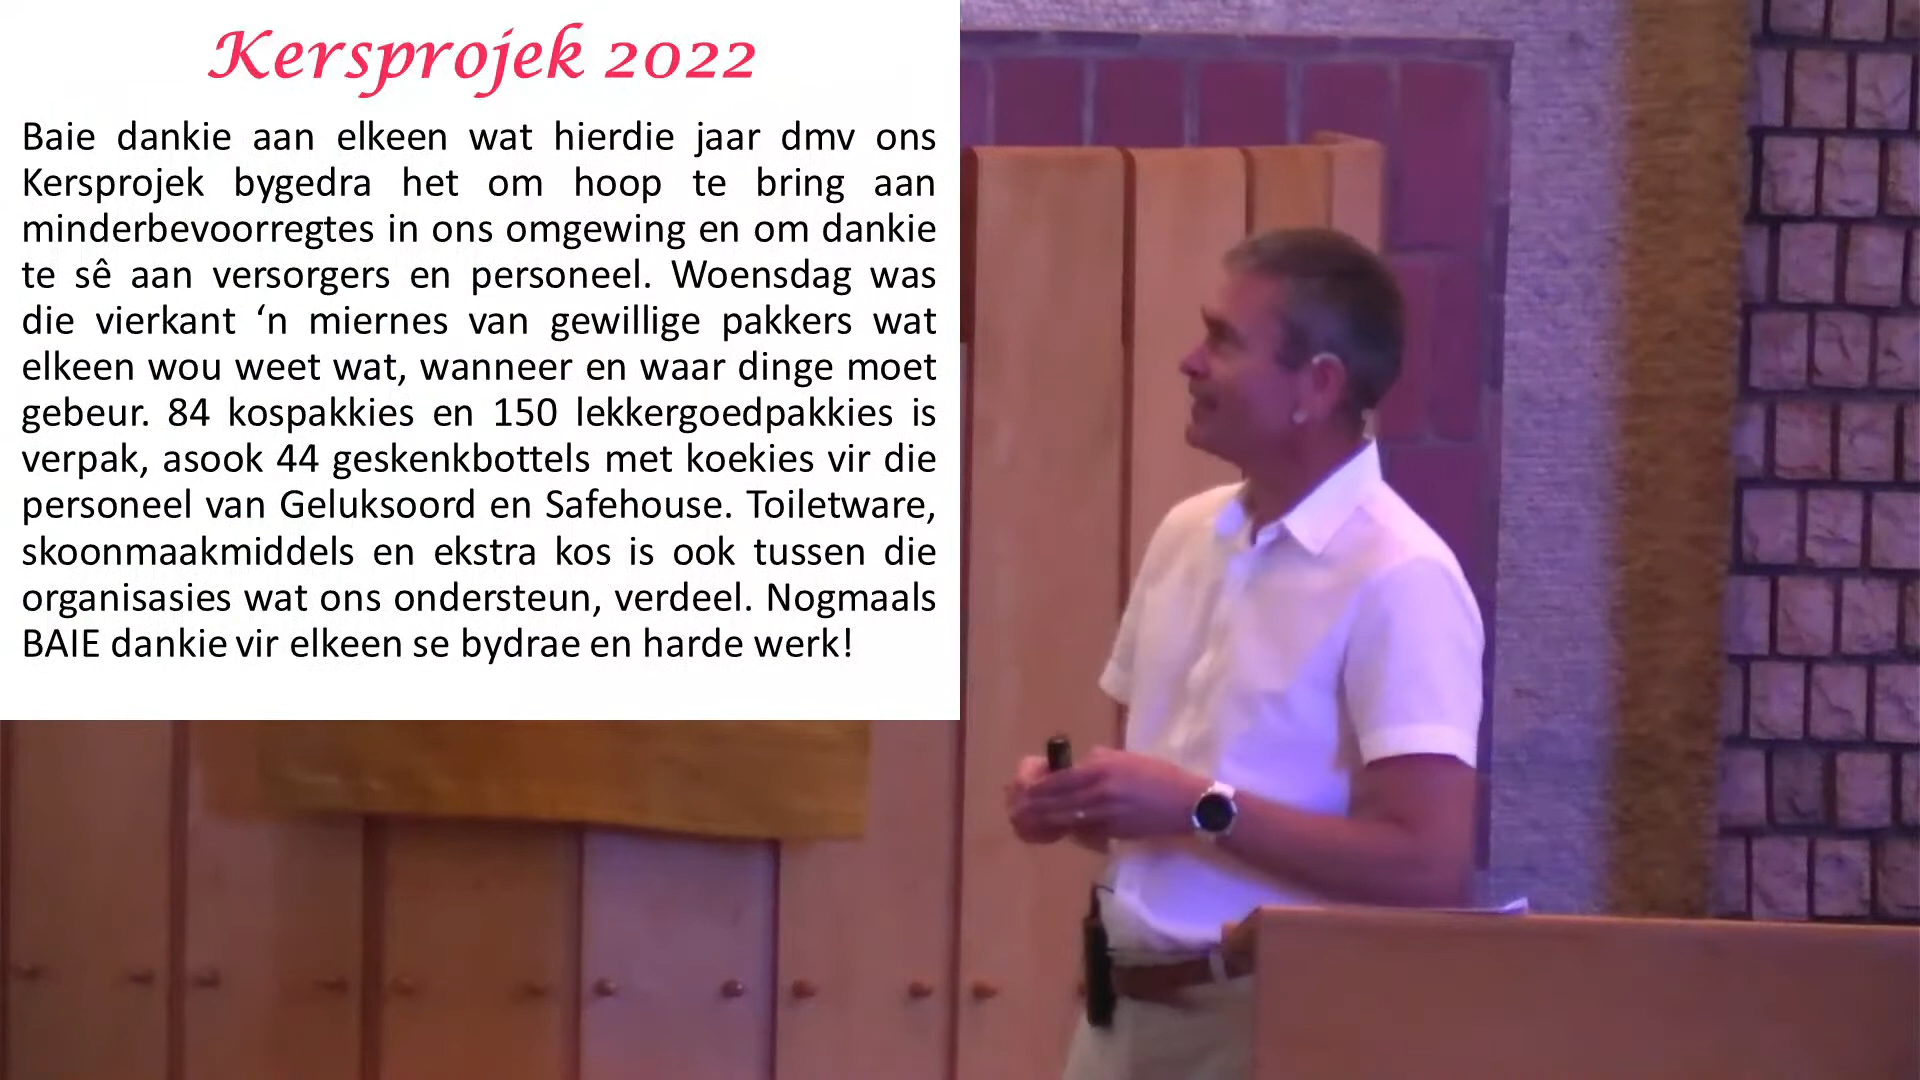 Kersprojek 2022
Baie dankie aan elkeen wat hierdie jaar dmv ons
Kersprojek bygedra het om hoop te bring aan
minderbevoorregtes in ons omgewing en om dankie
te sê aan versorgers en personeel. Woensdag was
die vierkant ‘n miernes van gewillige pakkers wat
elkeen wou weet wat, wanneer en waar dinge moet
gebeur. 84 kospakkies en 150 lekkergoedpakkies is
verpak, asook 44 geskenkbottels met koekies vir die
personeel van Geluksoord en Safehouse. Toiletware,
skoonmaakmiddels en ekstra kos is ook tussen die
organisasies wat ons ondersteun, verdeel. Nogmaals
BAIE dankie vir elkeen se bydrae en harde werk!